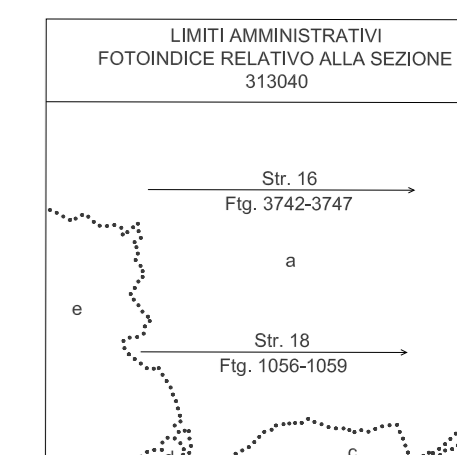 LIMITI AMMINISTRATIVI
FOTOINDICE RELATIVO ALLA SEZIONE
313040
Str. 16
Ftg. 3742-3747
a
e
Str. 18
Ftg. 1056-1059
c